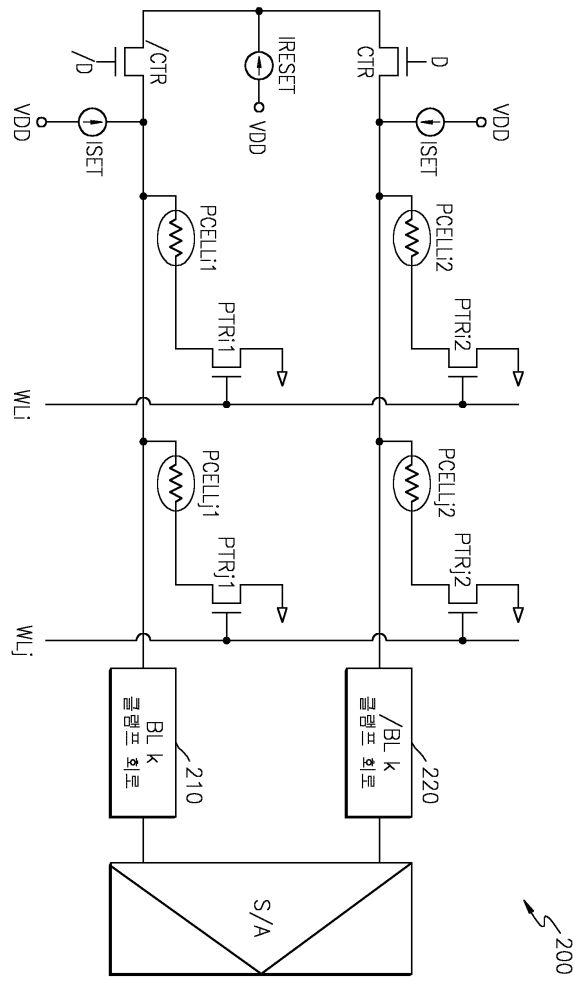 200
VDD
D
ISET
CTR
PCELLi2
PTRi2
PCELLj2
PTRj2
220
/BL k
클램프 회로
IRESET
VDD
S/A
PCELLi1
PTRi1
PCELLj1
PTRj1
210
BL k
클램프 회로
/CTR
/D
ISET
VDD
WLi
WLj